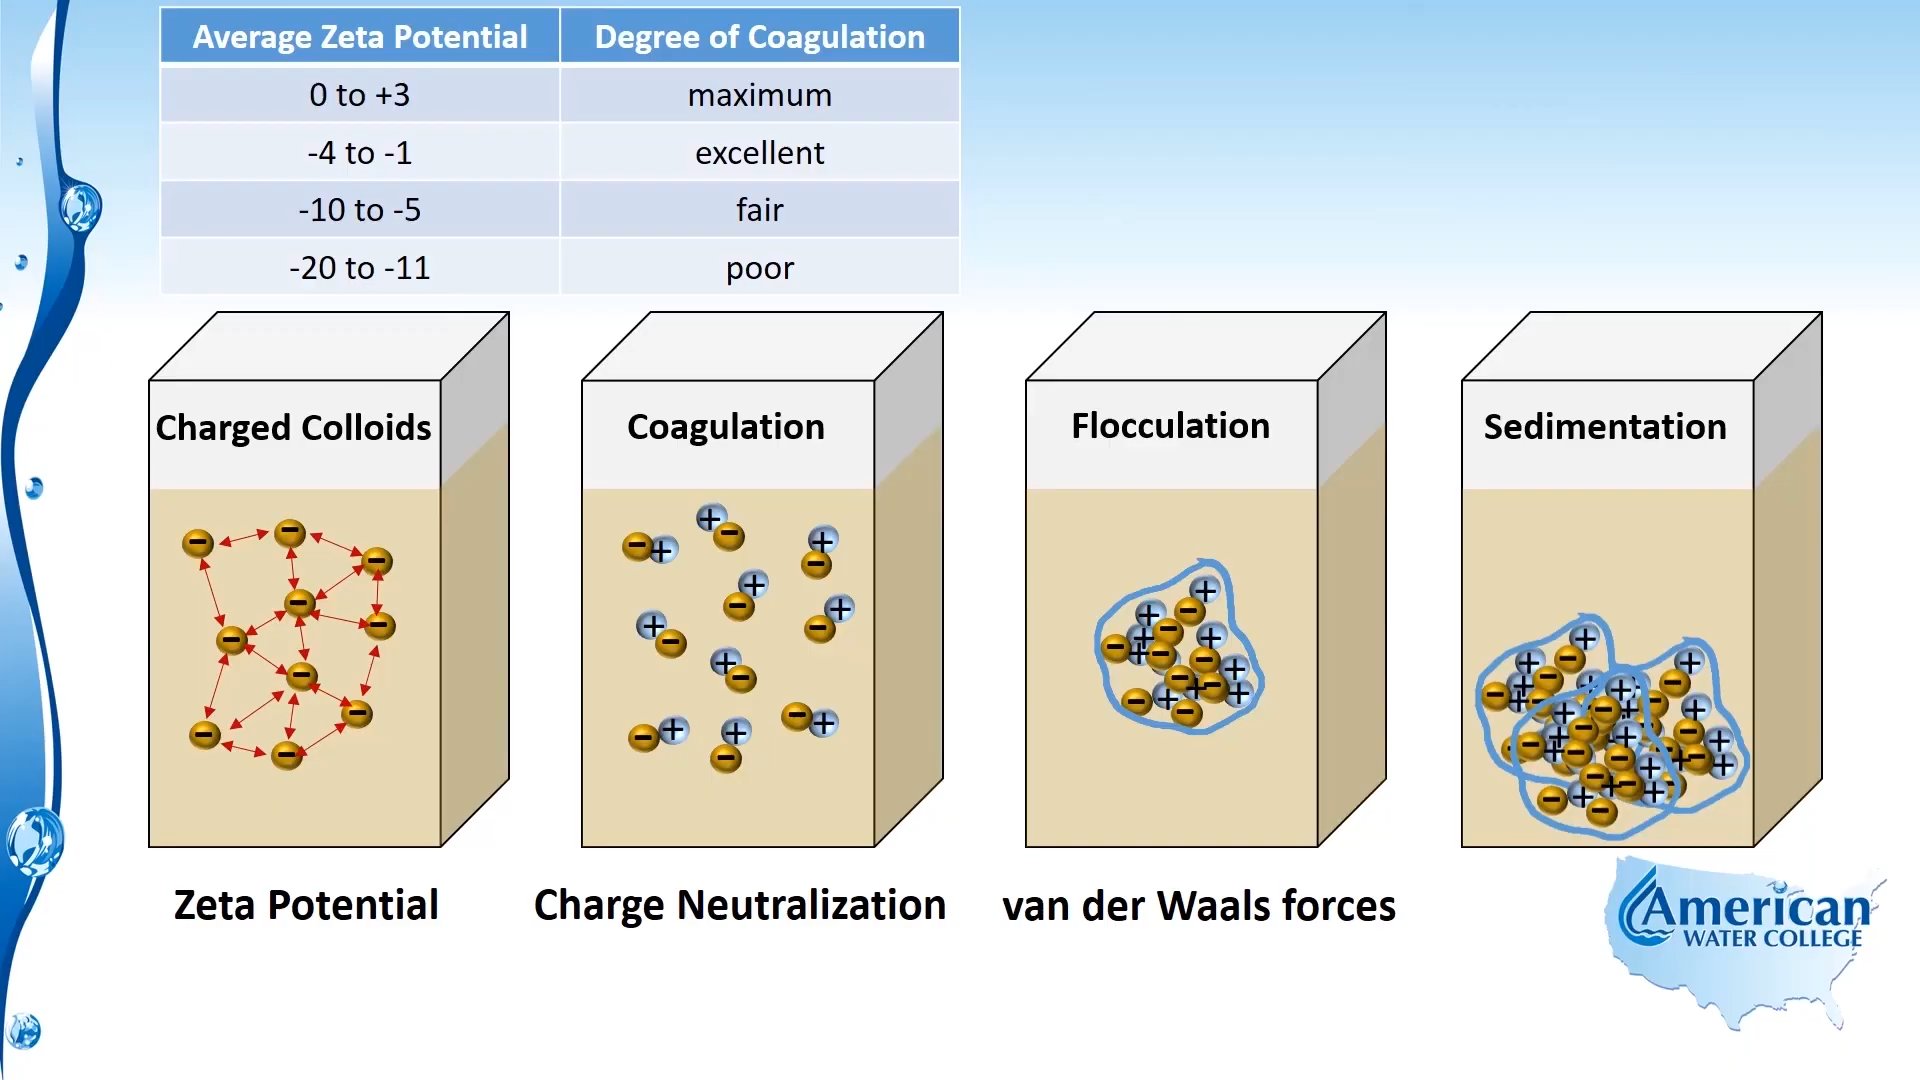 Average Zeta Potential Degree of Coagulation
0 to +3 maximum
-4 to -1 excellent
-10 to -5 fair
-20 to -11 poor
Charged Colloids
Coagulation
Flocculation
Sedimentation
Zeta Potential
Charge Neutralization
van der Waals forces
American
WATER COLLEGE